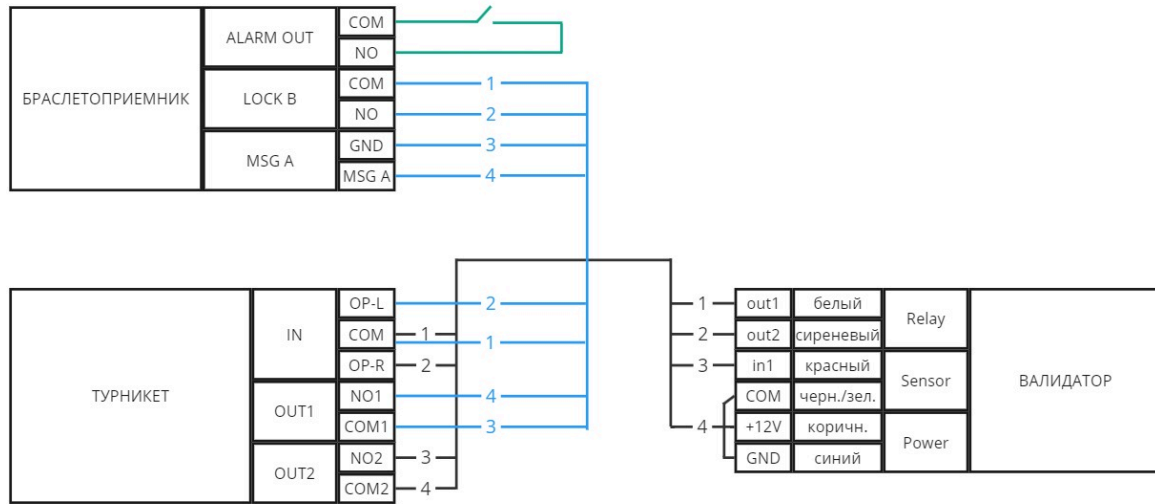 БРАСЛЕТОПРИЕМНИК
ALARM OUT
COM
NO
LOCK B
COM
1
NO
2
MSG A
GND
3
MSG A
4
ТУРНИКЕТ
IN
OP-L
2
COM
1
1
OP-R
2
OUT1
NO1
4
COM1
3
OUT2
NO2
3
COM2
4
1
out1
белый
Relay
2
out2
сиреневый
3
in1
красный
Sensor
COM
черн./зел.
4
+12V
коричн.
Power
GND
синий
ВАЛИДАТОР